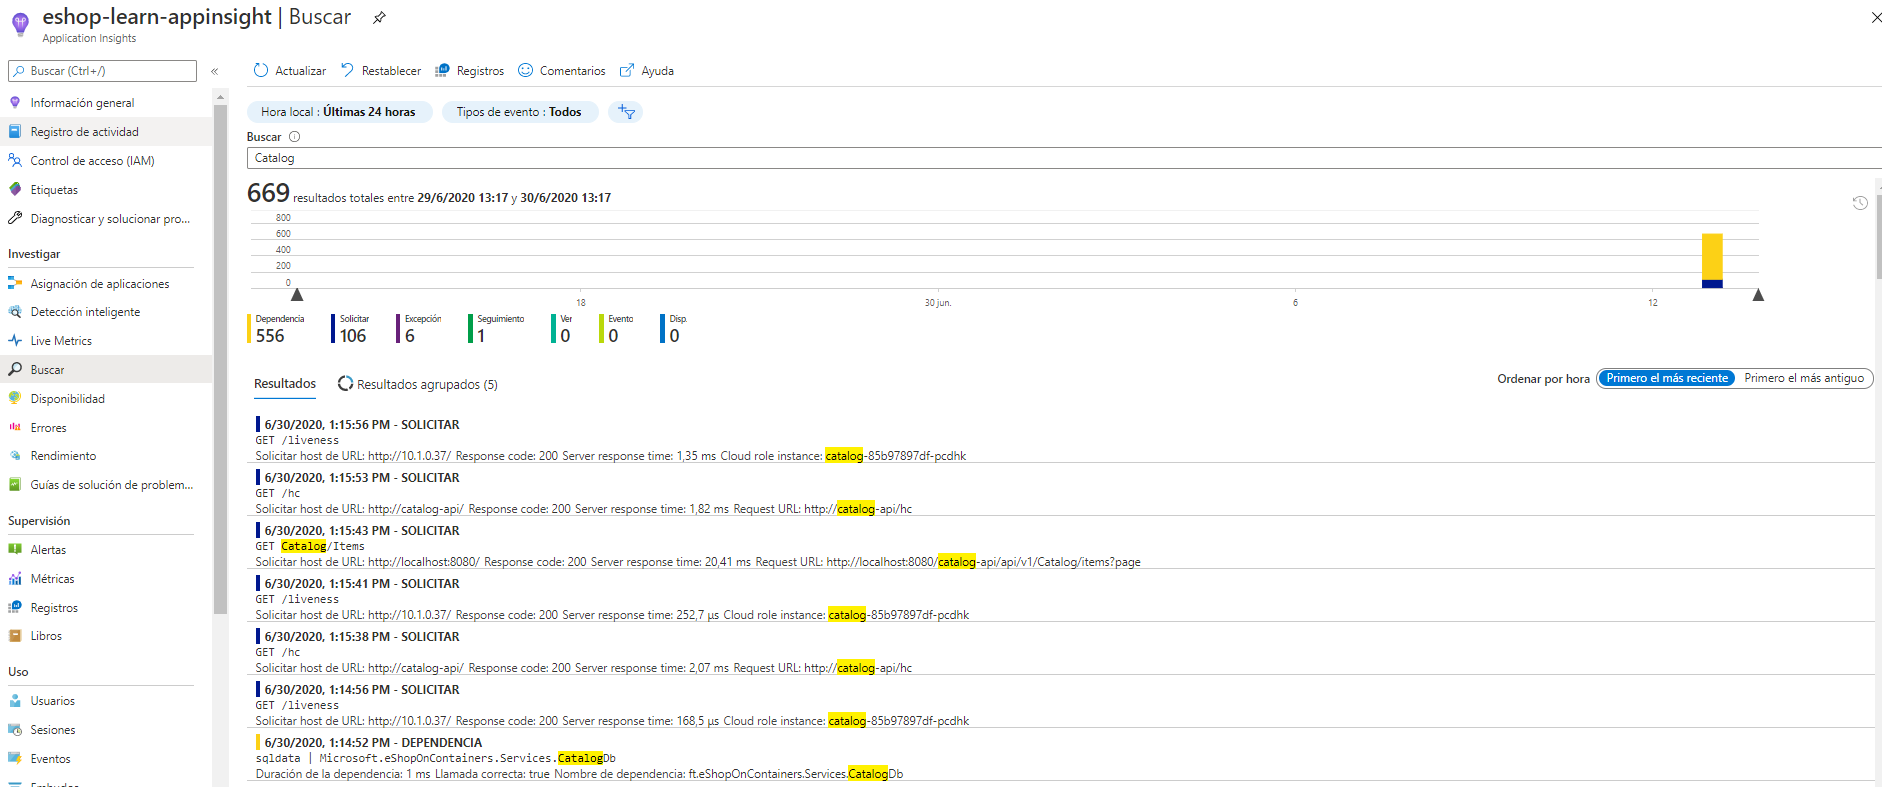 eshop-learn-appinsight | Buscar
Application Insights
Buscar (Ctrl+/)
«
Información general
Registro de actividad
Control de acceso (IAM)
Etiquetas
Diagnosticar y solucionar pro...
Investigar
Asignación de aplicaciones
Detección inteligente
Live Metrics
Buscar
Disponibilidad
Errores
Rendimiento
Guías de solución de problem...
Supervisión
Alertas
Métricas
Registros
Libros
Uso
Usuarios
Sesiones
Eventos
Actualizar Restablecer Registros Comentarios Ayuda
Hora local : Últimas 24 horas Tipos de evento : Todos
Buscar
Catalog
669 resultados totales entre 29/6/2020 13:17 y 30/6/2020 13:17
800
600
400
200
0
18 30 jun. 6 12
Dependencia Solicitar Excepción Seguimiento Ver Evento Disp.
556 106 6 1 0 0 0
Resultados Resultados agrupados (5)
Ordenar por hora Primero el más reciente Primero el más antiguo
6/30/2020, 1:15:56 PM - SOLICITAR
GET /liveness
Solicitar host de URL: http://10.1.0.37/ Response code: 200 Server response time: 1,35 ms Cloud role instance: catalog-85b97897df-pcdhk
6/30/2020, 1:15:53 PM - SOLICITAR
GET /hc
Solicitar host de URL: http://catalog-api/ Response code: 200 Server response time: 1,82 ms Request URL: http://catalog-api/hc
6/30/2020, 1:15:43 PM - SOLICITAR
GET Catalog/Items
Solicitar host de URL: http://localhost:8080/ Response code: 200 Server response time: 20,41 ms Request URL: http://localhost:8080/catalog-api/api/v1/Catalog/items?page
6/30/2020, 1:15:41 PM - SOLICITAR
GET /liveness
Solicitar host de URL: http://10.1.0.37/ Response code: 200 Server response time: 252,7 µs Cloud role instance: catalog-85b97897df-pcdhk
6/30/2020, 1:15:38 PM - SOLICITAR
GET /hc
Solicitar host de URL: http://catalog-api/ Response code: 200 Server response time: 2,07 ms Request URL: http://catalog-api/hc
6/30/2020, 1:14:56 PM - SOLICITAR
GET /liveness
Solicitar host de URL: http://10.1.0.37/ Response code: 200 Server response time: 168,5 µs Cloud role instance: catalog-85b97897df-pcdhk
6/30/2020, 1:14:52 PM - DEPENDENCIA
sqldata | Microsoft.eShopOnContainers.Services.CatalogDb
Duración de la dependencia: 1 ms Llamada correcta: true Nombre de dependencia: ft.eShopOnContainers.Services.CatalogDb